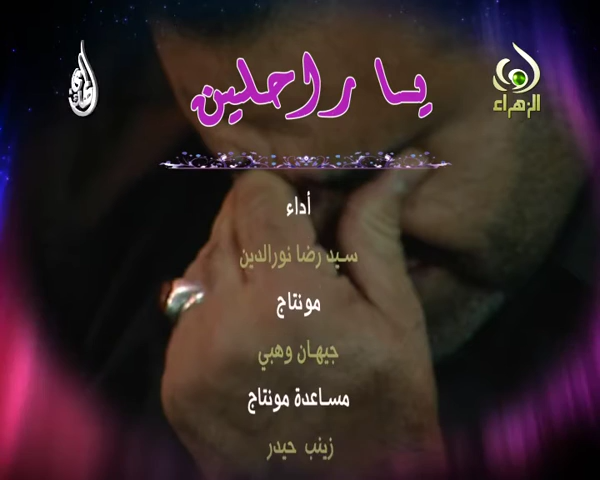 يا راحلين
الزهراء
أداء
سيد رضا نورالدين
مونتاج
جيهان وهبي
مساعدة مونتاج
زينب حيدر